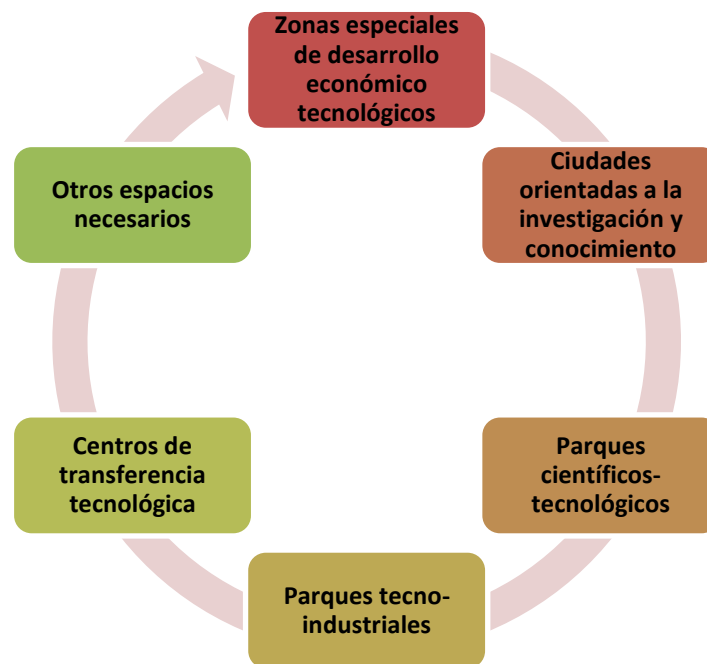 Zonas especiales
de desarrollo
económico
tecnológicos
Ciudades
orientadas a la
investigación y
conocimiento
Parques
científicos-
tecnológicos
Parques tecno-
industriales
Centros de
transferencia
tecnológica
Otros espacios
necesarios